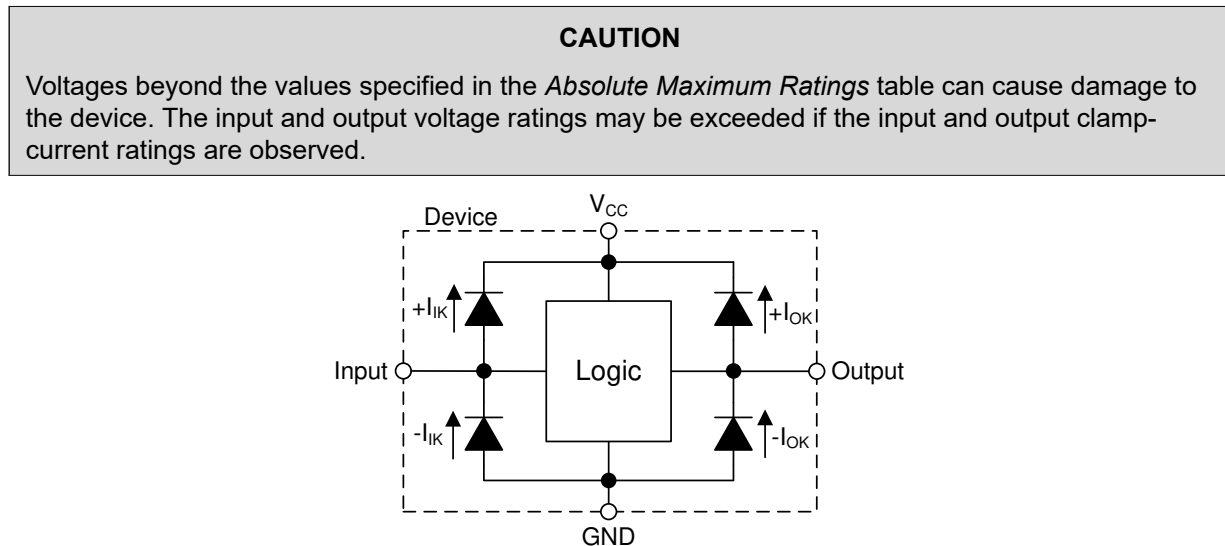 CAUTION
Voltages beyond the values specified in the Absolute Maximum Ratings table can cause damage to
the device. The input and output voltage ratings may be exceeded if the input and output clamp-
current ratings are observed.
VCC
Device
+IIK
+IOK
Input
Logic
Output
-IIK
-IOK
GND